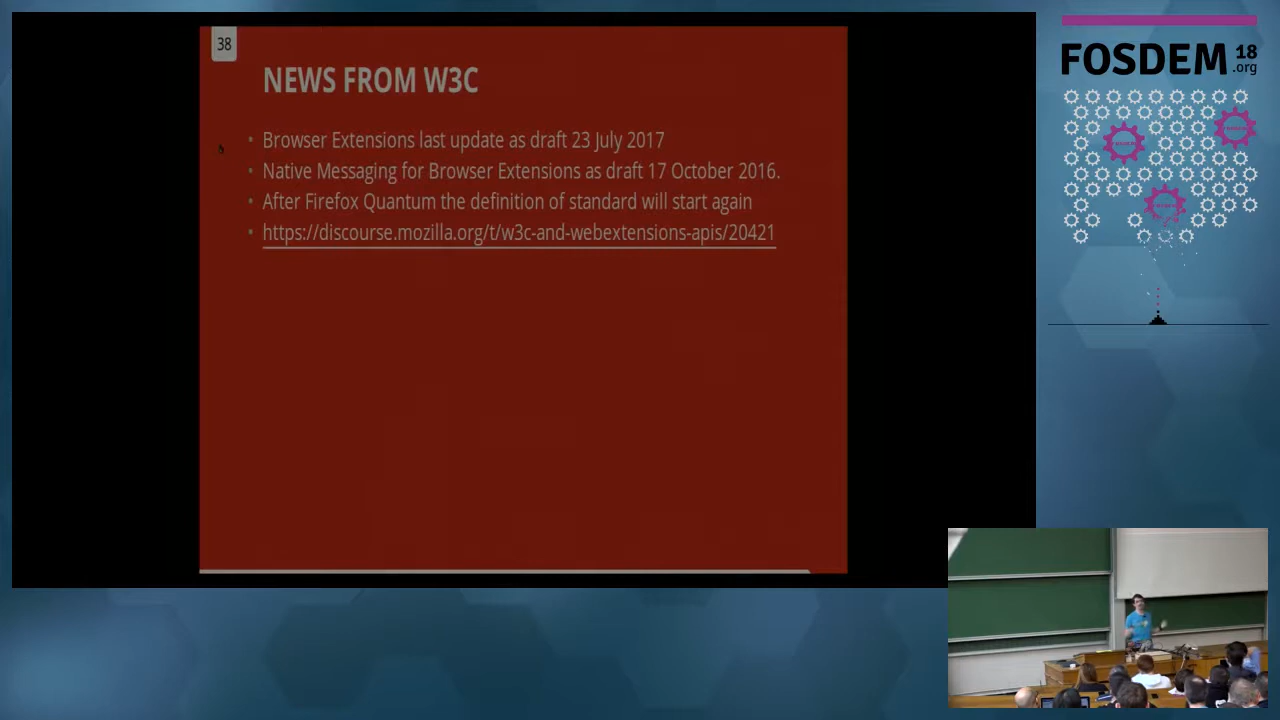 38
NEWS FROM W3C
• Browser Extensions last update as draft 23 July 2017
• Native Messaging for Browser Extensions as draft 17 October 2016.
• After Firefox Quantum the definition of standard will start again
• https://discourse.mozilla.org/t/w3c-and-webextensions-apis/20421
FOSDEM 18
.org